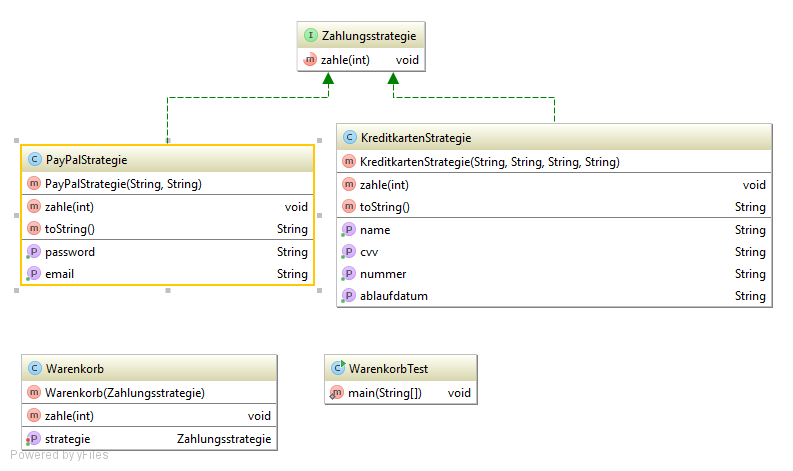 I Zahlungsstrategie
m zahle(int) void
C PayPalStrategie
m PayPalStrategie(String, String)
m zahle(int) void
m toString() String
P password String
P email String
C KreditkartenStrategie
m KreditkartenStrategie(String, String, String, String)
m zahle(int) void
m toString() String
P name String
P cvv String
P nummer String
P ablaufdatum String
C Warenkorb
m Warenkorb(Zahlungsstrategie)
m zahle(int) void
P strategie Zahlungsstrategie
C WarenkorbTest
m main(String[]) void
Powered by yFiles